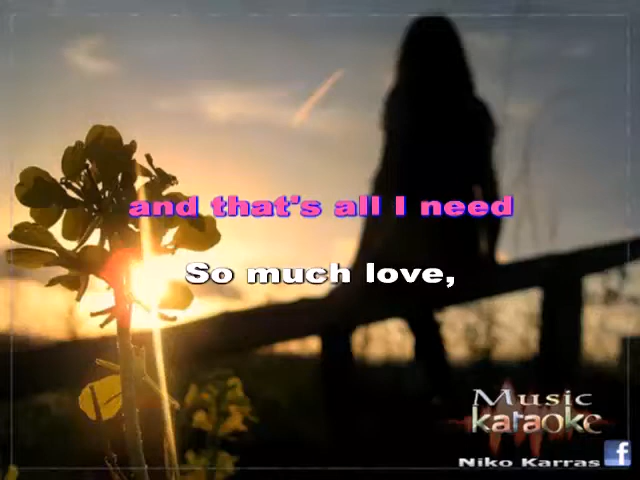 and that's all I need
So much love,
Music
karaoke
Niko Karras f